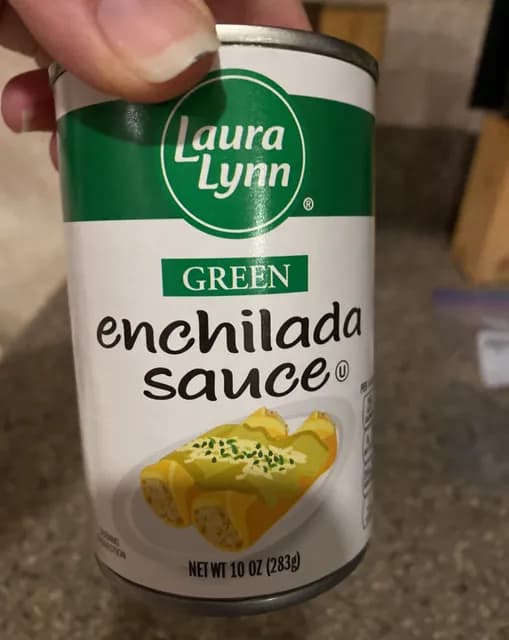 Laura
Lynn
®
GREEN
enchilada
sauce Ⓤ
NET WT 10 OZ (283g)